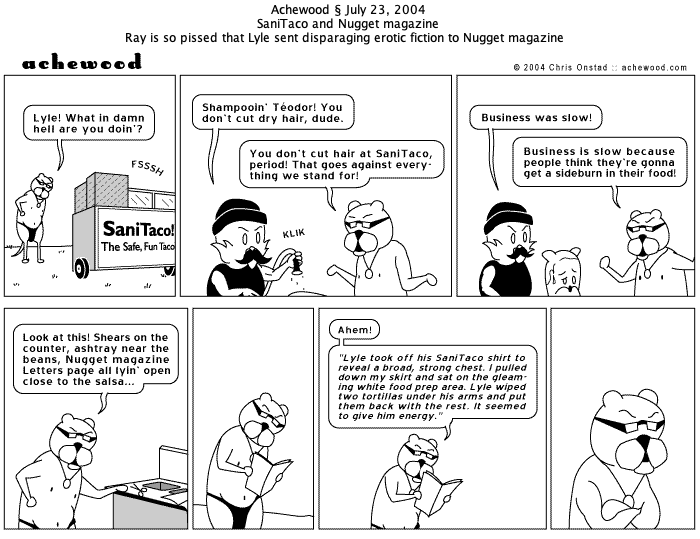 Achewood § July 23, 2004
SaniTaco and Nugget magazine
Ray is so pissed that Lyle sent disparaging erotic fiction to Nugget magazine
achewood
© 2004 Chris Onstad :: achewood.com
Lyle! What in damn
hell are you doin'?
FSSSH
SaniTaco!
The Safe, Fun Taco
Shampooin' Téodor! You
don't cut dry hair, dude.
You don't cut hair at SaniTaco,
period! That goes against every-
thing we stand for!
KLIK
Business was slow!
Business is slow because
people think they're gonna
get a sideburn in their food!
Look at this! Shears on the
counter, ashtray near the
beans, Nugget magazine
Letters page all lyin' open
close to the salsa...
Ahem!
"Lyle took off his SaniTaco shirt to
reveal a broad, strong chest. I pulled
down my skirt and sat on the gleam-
ing white food prep area. Lyle wiped
two tortillas under his arms and put
them back with the rest. It seemed
to give him energy."